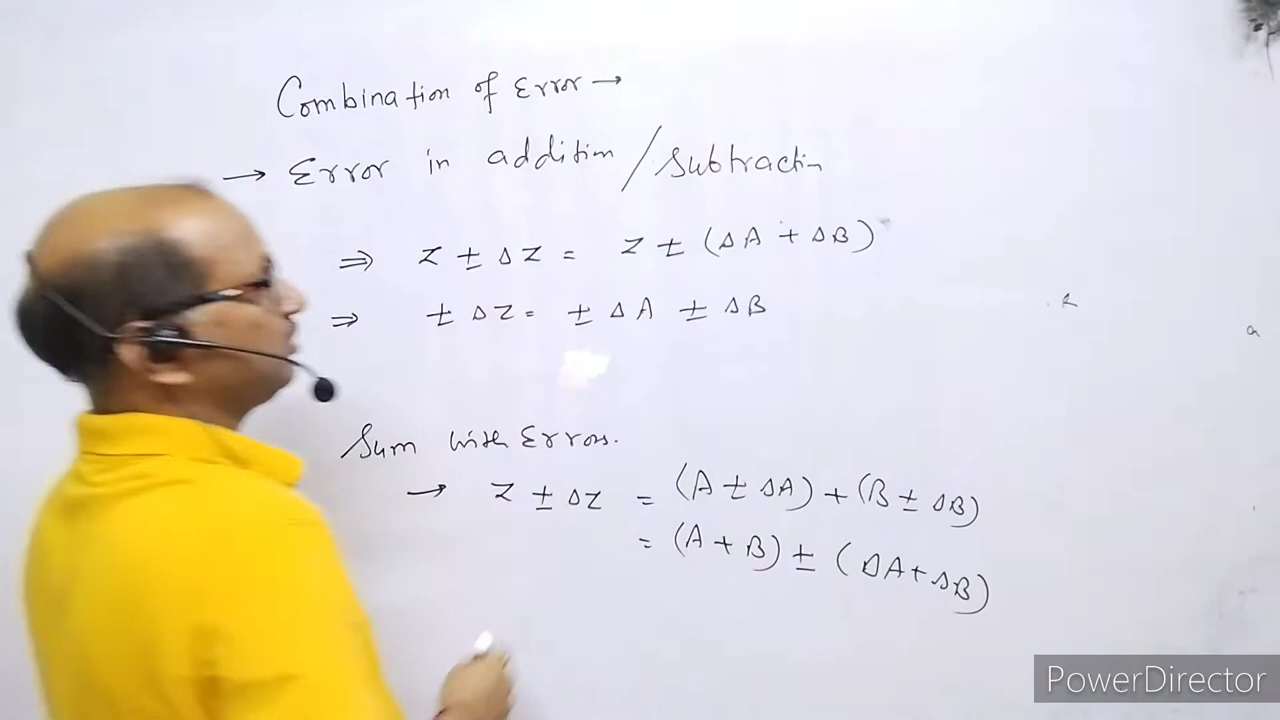 Combination of Error →
→ Error in addition / Subtractin
⇒ Z ± ΔZ = Z ± (ΔA + ΔB)
⇒ ± ΔZ = ± ΔA ± ΔB
Sum with Errors.
→ Z ± ΔZ = (A ± ΔA) + (B ± ΔB)
= (A + B) ± (ΔA + ΔB)
PowerDirector